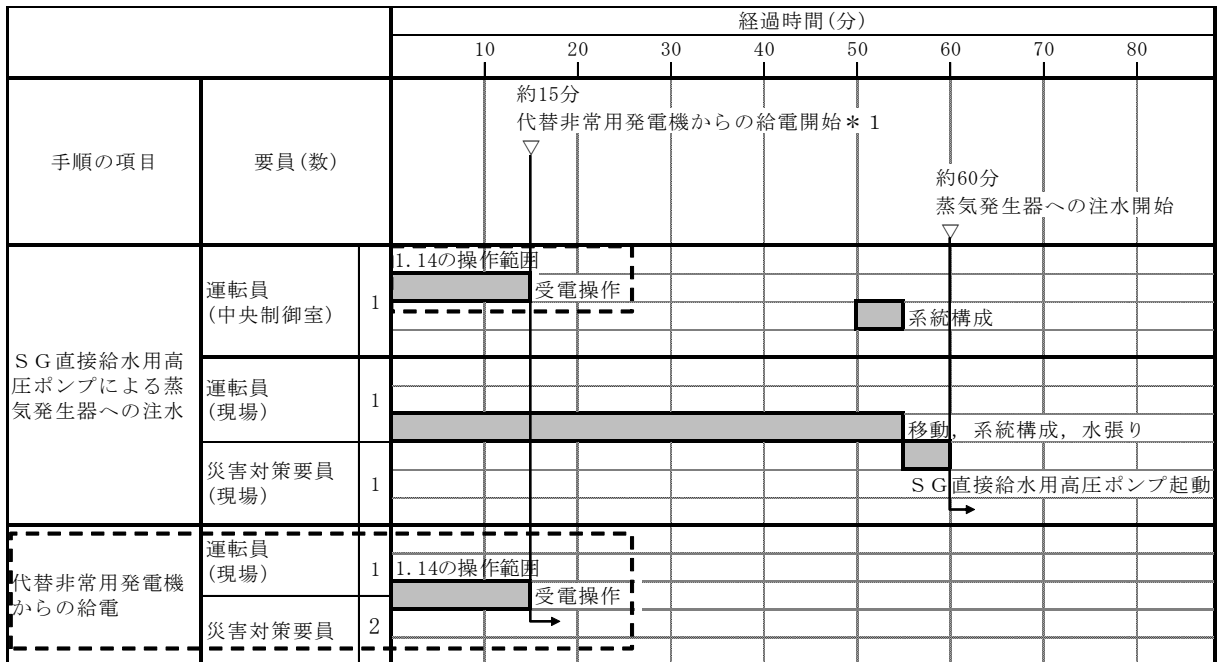 経過時間(分)
10 20 30 40 50 60 70 80
手順の項目
要員(数)
約15分
代替非常用発電機からの給電開始＊１
約60分
蒸気発生器への注水開始
ＳＧ直接給水用高
圧ポンプによる蒸
気発生器への注水
運転員
(中央制御室)
1
1.14の操作範囲
受電操作
系統構成
運転員
(現場)
1
移動，系統構成，水張り
災害対策要員
(現場)
1
ＳＧ直接給水用高圧ポンプ起動
代替非常用発電機
からの給電
運転員
(現場)
1
1.14の操作範囲
受電操作
災害対策要員
2